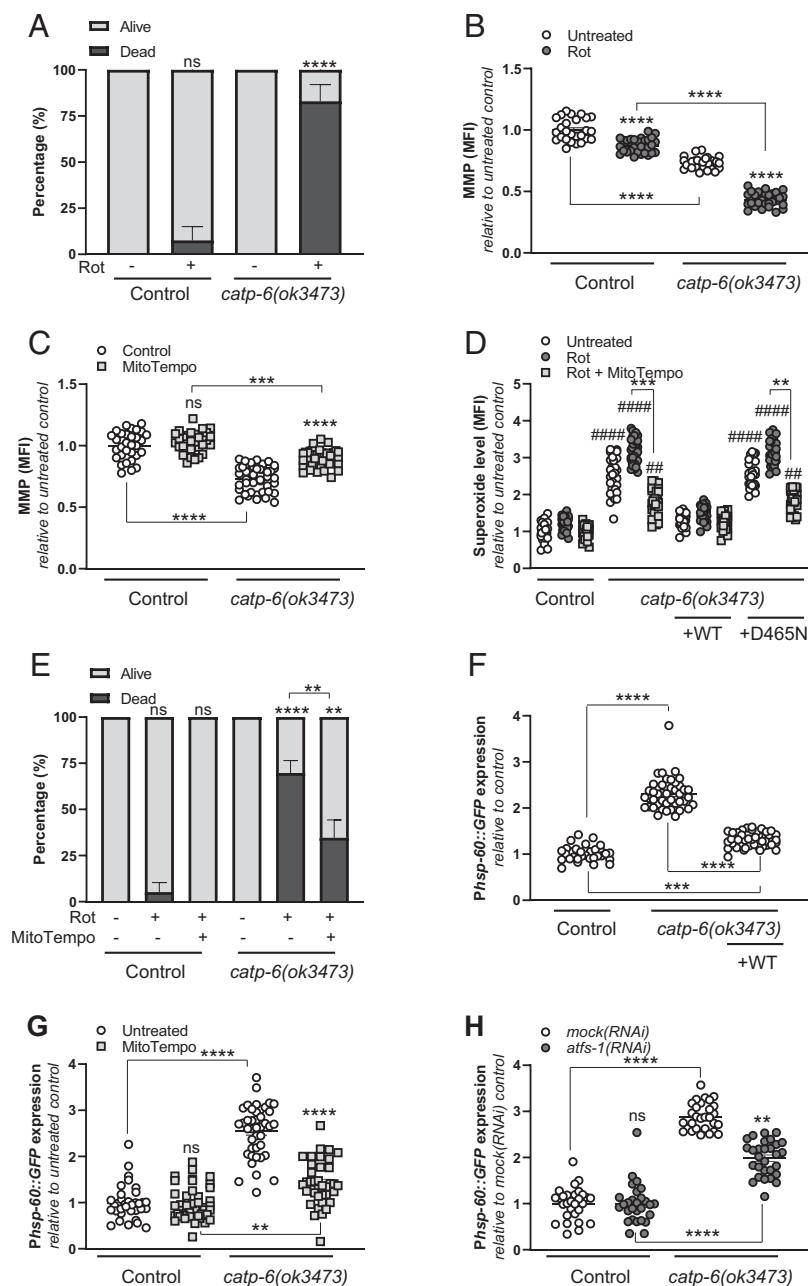 A
Alive
Dead
ns
****
100
75
50
25
0
Percentage (%)
Rot - + - +
Control
catp-6(ok3473)
B
Untreated
Rot
1.5
1.0
0.5
0.0
MMP (MFI)
relative to untreated control
****
****
****
****
Control
catp-6(ok3473)
C
Control
MitoTempo
1.5
1.0
0.5
0.0
MMP (MFI)
relative to untreated control
***
ns
****
****
Control
catp-6(ok3473)
D
Untreated
Rot
Rot + MitoTempo
5
4
3
2
1
0
Superoxide level (MFI)
relative to untreated control
*** **
#### ####
#### ####
## ##
Control
catp-6(ok3473)
+WT +D465N
E
Alive
Dead
**
ns ns **** **
100
75
50
25
0
Percentage (%)
Rot - + + - + +
MitoTempo - - + - - +
Control
catp-6(ok3473)
F
4
3
2
1
0
Phsp-60::GFP expression
relative to control
****
****
***
Control
catp-6(ok3473)
+WT
G
Untreated
MitoTempo
4
3
2
1
0
Phsp-60::GFP expression
relative to untreated control
****
****
ns
**
Control
catp-6(ok3473)
H
mock(RNAi)
atfs-1(RNAi)
4
3
2
1
0
Phsp-60::GFP expression
relative to mock(RNAi) control
****
ns
**
****
Control
catp-6(ok3473)